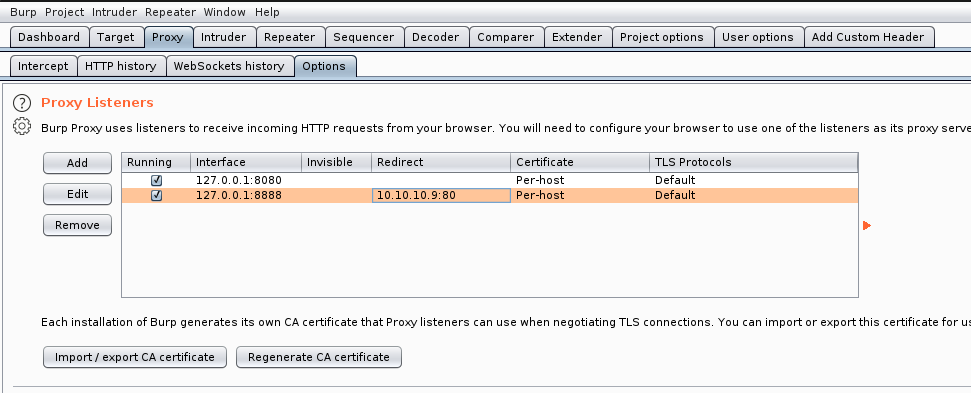 Burp Project Intruder Repeater Window Help
Dashboard Target Proxy Intruder Repeater Sequencer Decoder Comparer Extender Project options User options Add Custom Header
Intercept HTTP history WebSockets history Options
? Proxy Listeners
Burp Proxy uses listeners to receive incoming HTTP requests from your browser. You will need to configure your browser to use one of the listeners as its proxy serve
Add Running Interface Invisible Redirect Certificate TLS Protocols
127.0.0.1:8080 Per-host Default
Edit 127.0.0.1:8888 10.10.10.9:80 Per-host Default
Remove
Each installation of Burp generates its own CA certificate that Proxy listeners can use when negotiating TLS connections. You can import or export this certificate for us
Import / export CA certificate Regenerate CA certificate